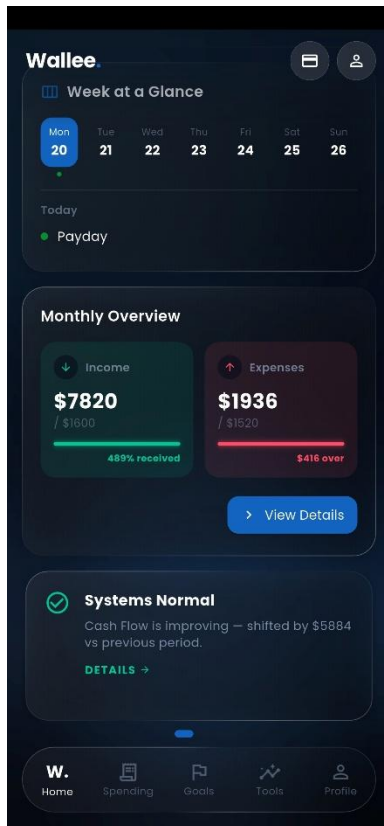 Wallee.
Week at a Glance
Mon Tue Wed Thu Fri Sat Sun
20 21 22 23 24 25 26
Today
Payday
Monthly Overview
Income
$7820
/ $1600
489% received
Expenses
$1936
/ $1520
$416 over
View Details
Systems Normal
Cash Flow is improving — shifted by $5884
vs previous period.
DETAILS →
W.
Home Spending Goals Tools Profile